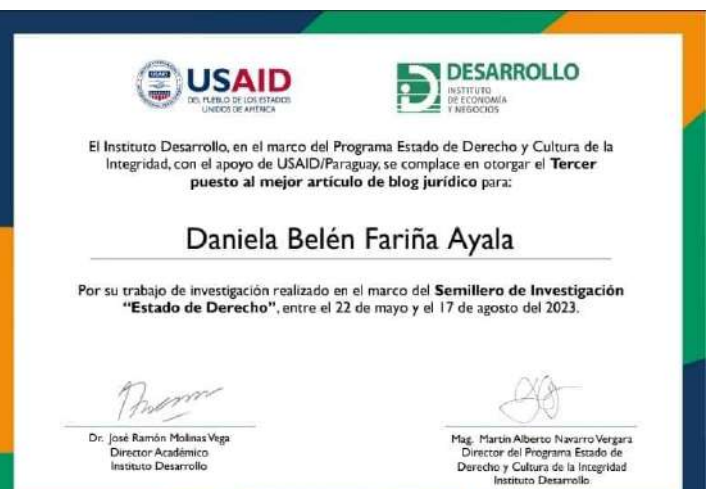 USAID
USAID
DEL PUEBLO DE LOS ESTADOS
UNIDOS DE AMÉRICA
DESARROLLO
INSTITUTO
DE ECONOMÍA
Y NEGOCIOS
El Instituto Desarrollo, en el marco del Programa Estado de Derecho y Cultura de la
Integridad, con el apoyo de USAID/Paraguay, se complace en otorgar el Tercer
puesto al mejor artículo de blog jurídico para:
Daniela Belén Fariña Ayala
Por su trabajo de investigación realizado en el marco del Semillero de Investigación
"Estado de Derecho", entre el 22 de mayo y el 17 de agosto del 2023.
Dr. José Ramón Molinas Vega
Director Académico
Instituto Desarrollo
Mag. Martín Alberto Navarro Vergara
Director del Programa Estado de
Derecho y Cultura de la Integridad
Instituto Desarrollo